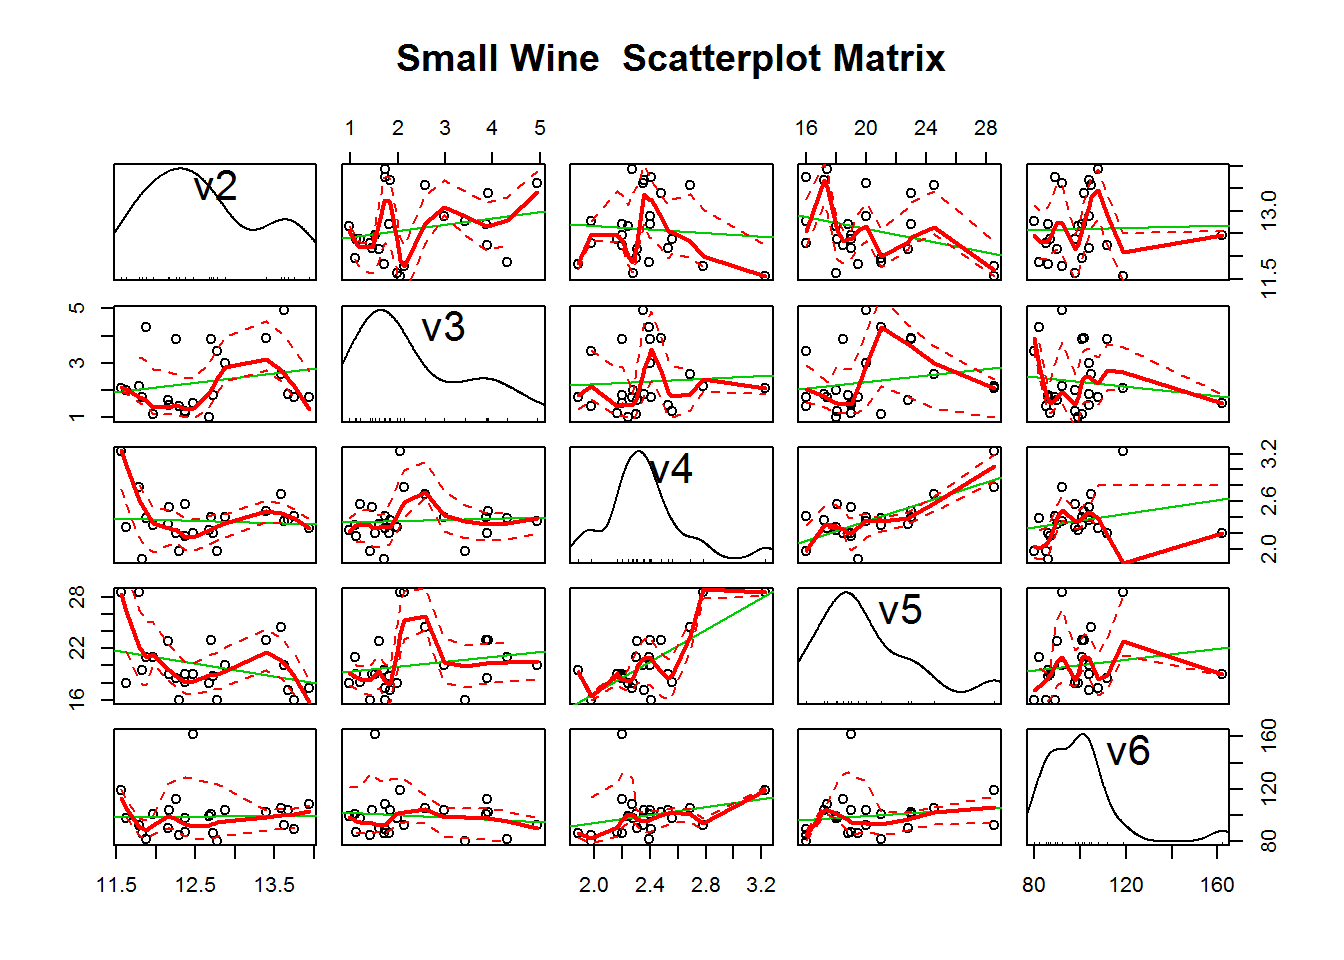 Small Wine  Scatterplot Matrix
1 2 3 4 5
16 20 24 28
v2
11.5 13.0
1 3 5
v3
v4
2.0 2.6 3.2
16 22 28
v5
v6
80 120 160
11.5 12.5 13.5
2.0 2.4 2.8 3.2
80 120 160